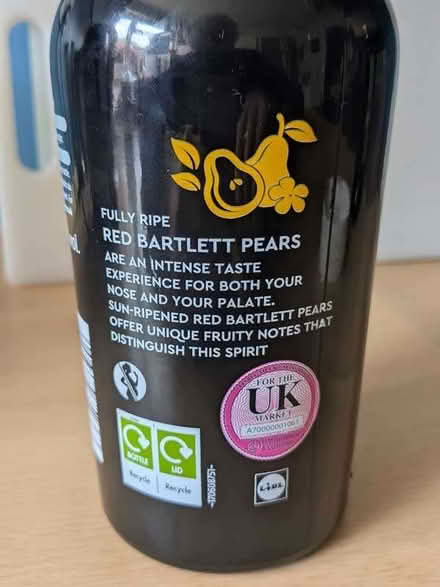 FULLY RIPE
RED BARTLETT PEARS
ARE AN INTENSE TASTE
EXPERIENCE FOR BOTH YOUR
NOSE AND YOUR PALATE.
SUN-RIPENED RED BARTLETT PEARS
OFFER UNIQUE FRUITY NOTES THAT
DISTINGUISH THIS SPIRIT
FOR THE
UK
MARKET
A70000001061
BOTTLE
LID
Recycle
Recycle
LIDL